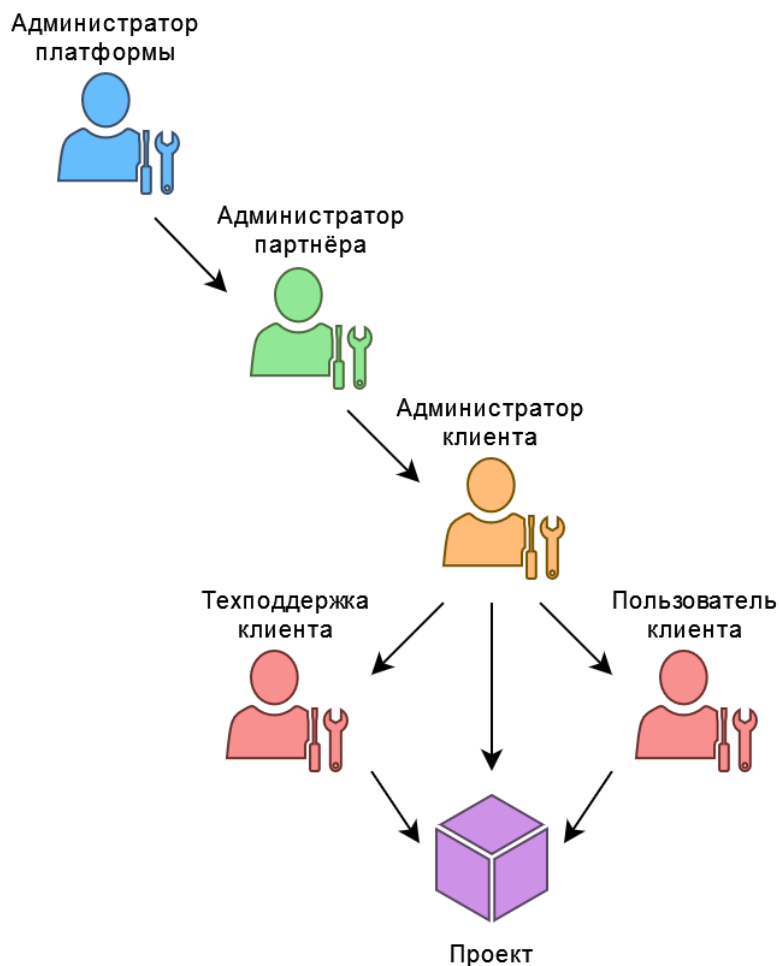 Администратор
платформы
Администратор
партнёра
Администратор
клиента
Техподдержка
клиента
Пользователь
клиента
Проект